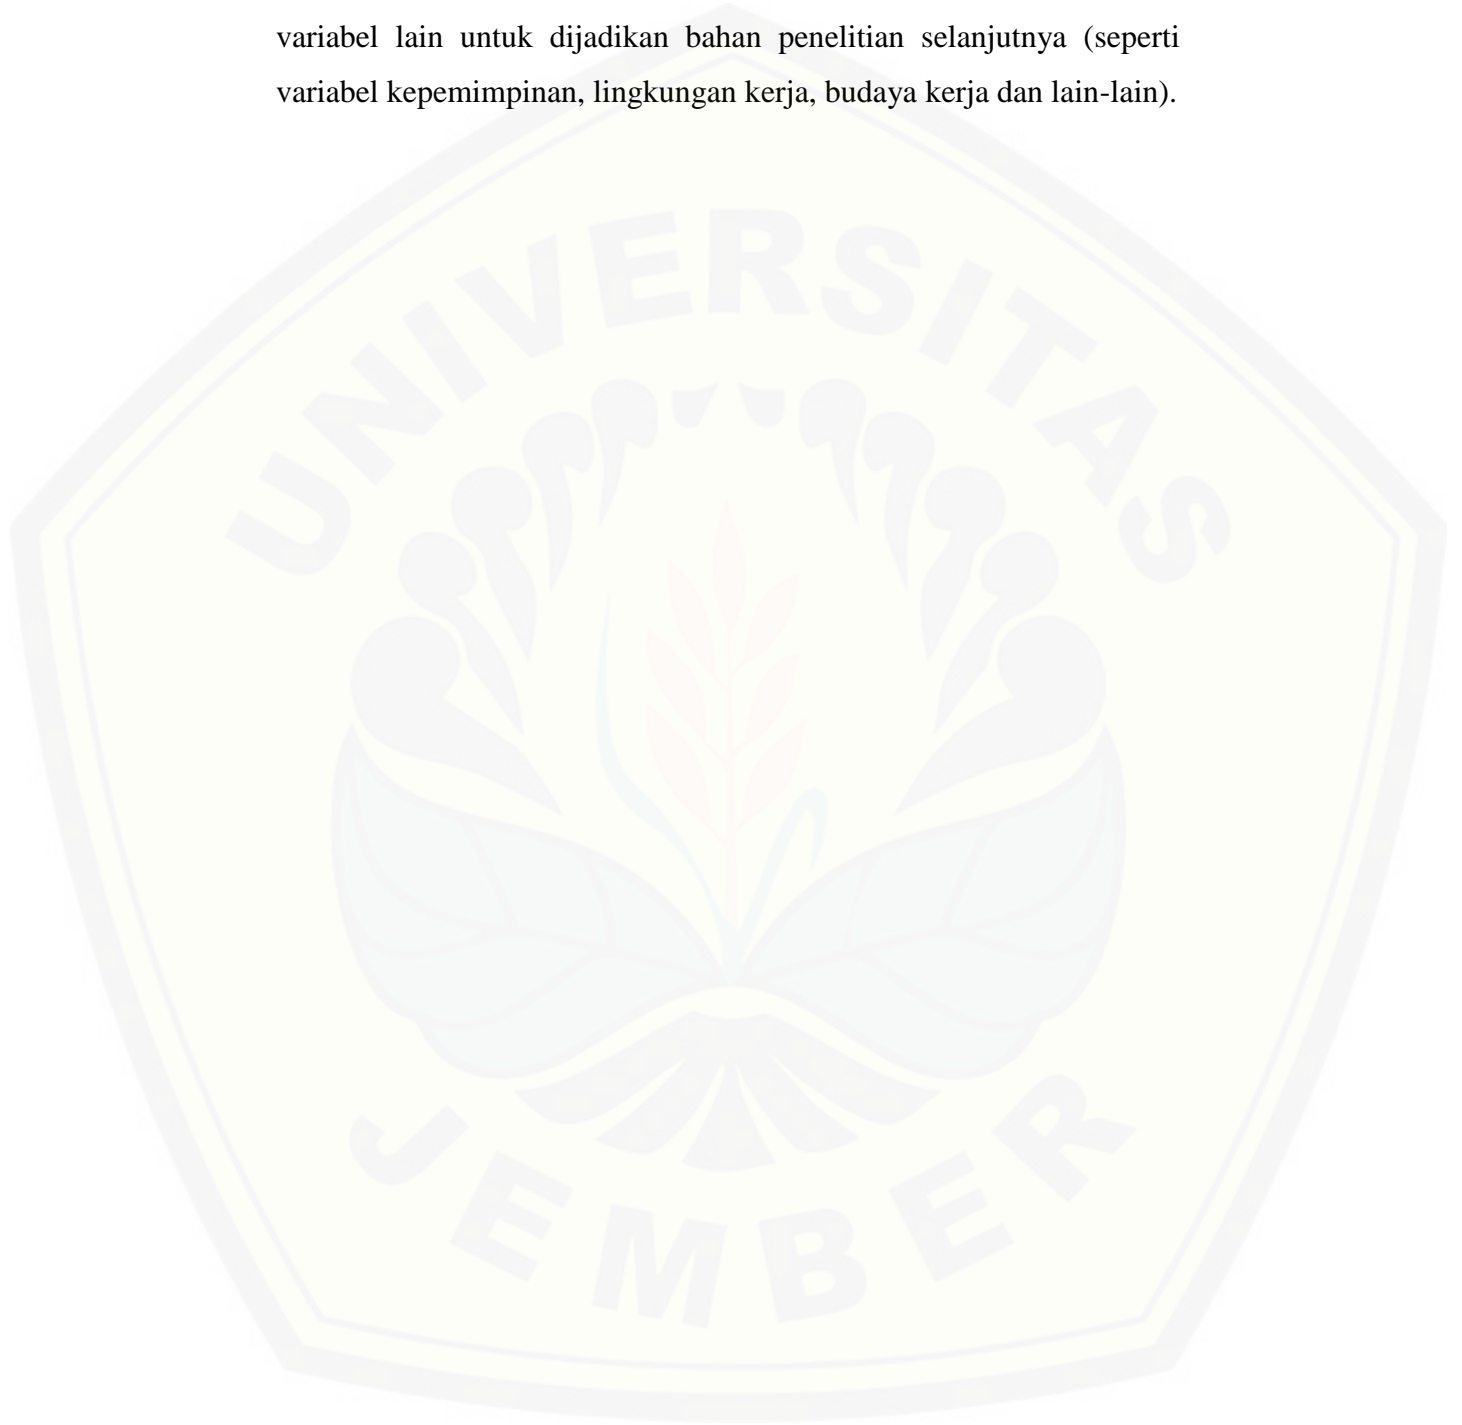 variabel lain untuk dijadikan bahan penelitian selanjutnya (seperti
variabel kepemimpinan, lingkungan kerja, budaya kerja dan lain-lain).
UNIVERSITAS
JEMBER